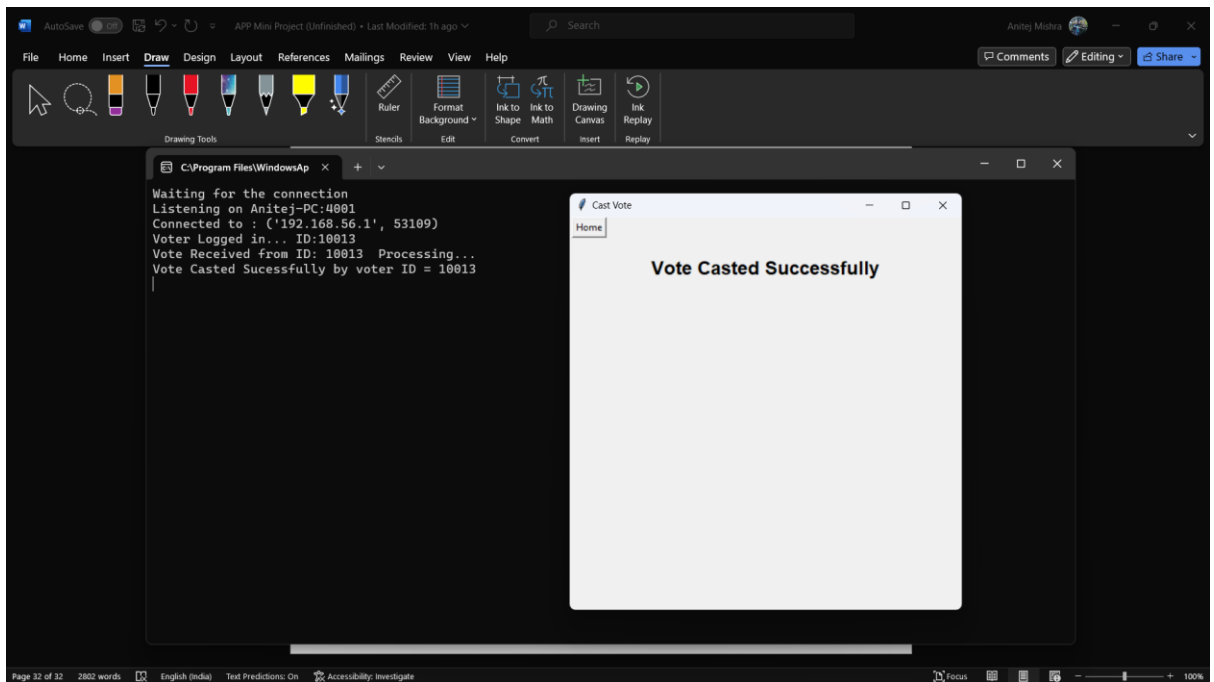 AutoSave Off APP Mini Project (Unfinished) • Last Modified: 1h ago Search Anitej Mishra
File Home Insert Draw Design Layout References Mailings Review View Help Comments Editing Share
Ruler Format Background Ink to Shape Ink to Math Drawing Canvas Ink Replay
Drawing Tools Stencils Edit Convert Insert Replay
C:\Program Files\WindowsAp
Waiting for the connection
Listening on Anitej-PC:4001
Connected to : ('192.168.56.1', 53109)
Voter Logged in... ID:10013
Vote Received from ID: 10013 Processing...
Vote Casted Sucessfully by voter ID = 10013
Cast Vote
Home
Vote Casted Successfully
Page 32 of 32 2802 words English (India) Text Predictions: On Accessibility: Investigate Focus 100%